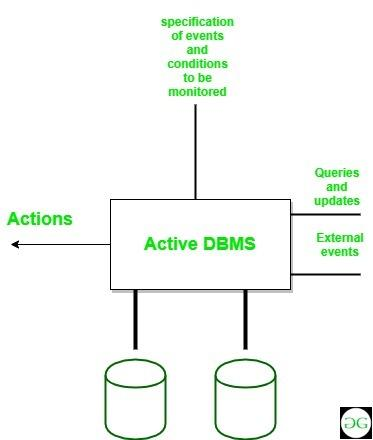 specification
of events
and
conditions
to be
monitored
Queries
and
updates
Actions
External
events
Active DBMS
GG